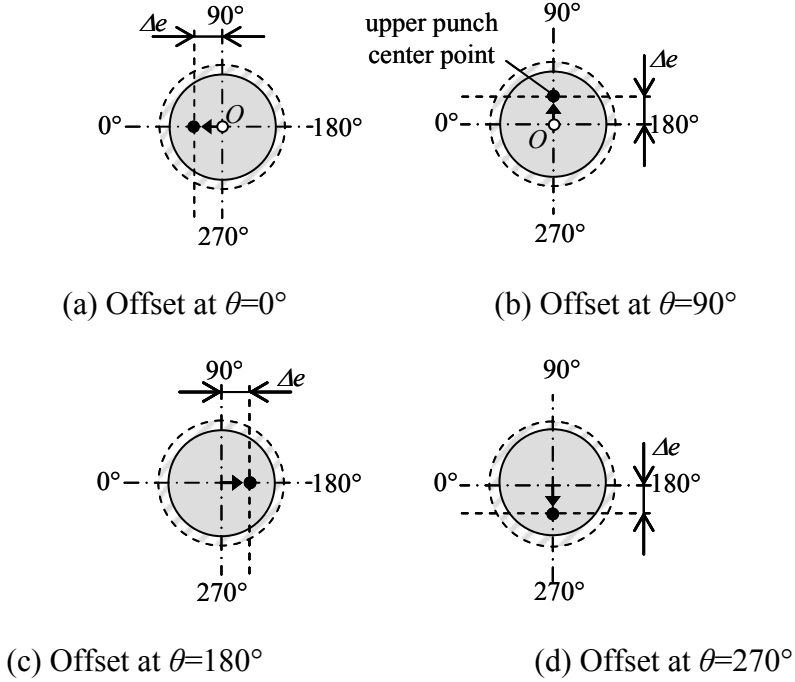 Δe
90°
O
0°
180°
270°
(a) Offset at θ=0°
upper punch
center point
90°
Δe
0°
180°
O
270°
(b) Offset at θ=90°
90°
Δe
0°
180°
270°
(c) Offset at θ=180°
90°
Δe
0°
180°
270°
(d) Offset at θ=270°